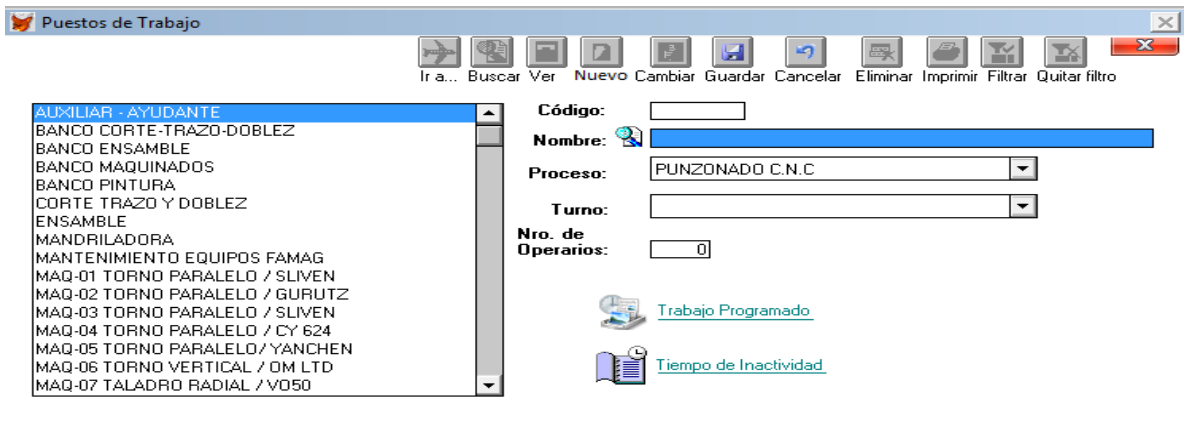 Puestos de Trabajo
Ir a... Buscar Ver Nuevo Cambiar Guardar Cancelar Eliminar Imprimir Filtrar Quitar filtro
AUXILIAR - AYUDANTE
BANCO CORTE-TRAZO-DOBLEZ
BANCO ENSAMBLE
BANCO MAQUINADOS
BANCO PINTURA
CORTE TRAZO Y DOBLEZ
ENSAMBLE
MANDRILADORA
MANTENIMIENTO EQUIPOS FAMAG
MAQ-01 TORNO PARALELO / SLIVEN
MAQ-02 TORNO PARALELO / GURUTZ
MAQ-03 TORNO PARALELO / SLIVEN
MAQ-04 TORNO PARALELO / CY 624
MAQ-05 TORNO PARALELO/ YANCHEN
MAQ-06 TORNO VERTICAL / OM LTD
MAQ-07 TALADRO RADIAL / VO50
Código:
Nombre:
Proceso: PUNZONADO C.N.C
Turno:
Nro. de
Operarios: 0
Trabajo Programado
Tiempo de Inactividad